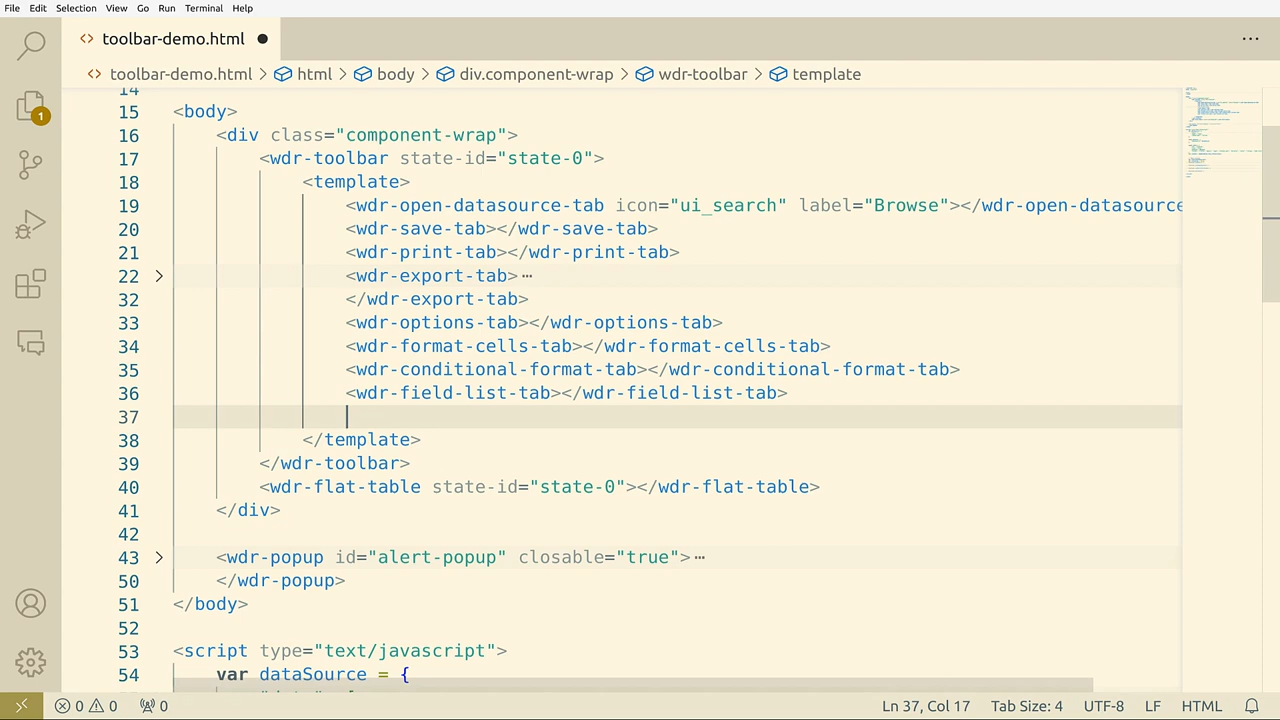 File Edit Selection View Go Run Terminal Help
<> toolbar-demo.html ● ···
<> toolbar-demo.html > html > body > div.component-wrap > wdr-toolbar > template
14
15 <body>
16 <div class="component-wrap">
17 <wdr-toolbar state-id="state-0">
18 <template>
19 <wdr-open-datasource-tab icon="ui_search" label="Browse"></wdr-open-datasource
20 <wdr-save-tab></wdr-save-tab>
21 <wdr-print-tab></wdr-print-tab>
22 <wdr-export-tab>···
32 </wdr-export-tab>
33 <wdr-options-tab></wdr-options-tab>
34 <wdr-format-cells-tab></wdr-format-cells-tab>
35 <wdr-conditional-format-tab></wdr-conditional-format-tab>
36 <wdr-field-list-tab></wdr-field-list-tab>
37
38 </template>
39 </wdr-toolbar>
40 <wdr-flat-table state-id="state-0"></wdr-flat-table>
41 </div>
42
43 <wdr-popup id="alert-popup" closable="true">···
50 </wdr-popup>
51 </body>
52
53 <script type="text/javascript">
54 var dataSource = {
1
0 0 0 Ln 37, Col 17 Tab Size: 4 UTF-8 LF HTML